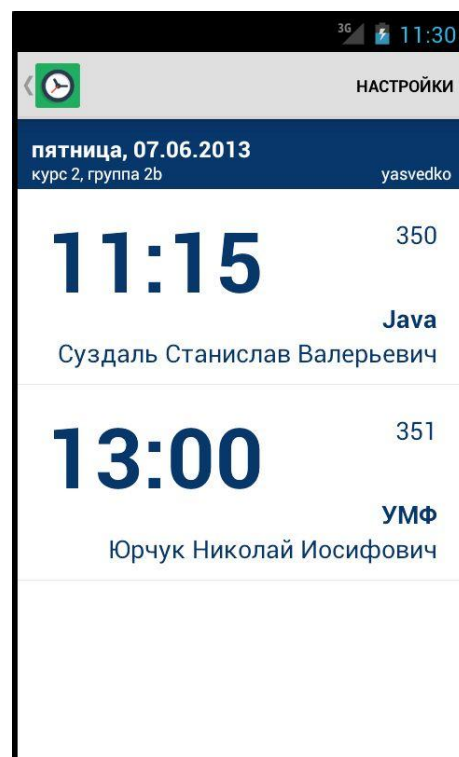 3G 11:30
НАСТРОЙКИ
пятница, 07.06.2013
курс 2, группа 2b yasvedko
11:15 350
Java
Суздаль Станислав Валерьевич
13:00 351
УМФ
Юрчук Николай Иосифович